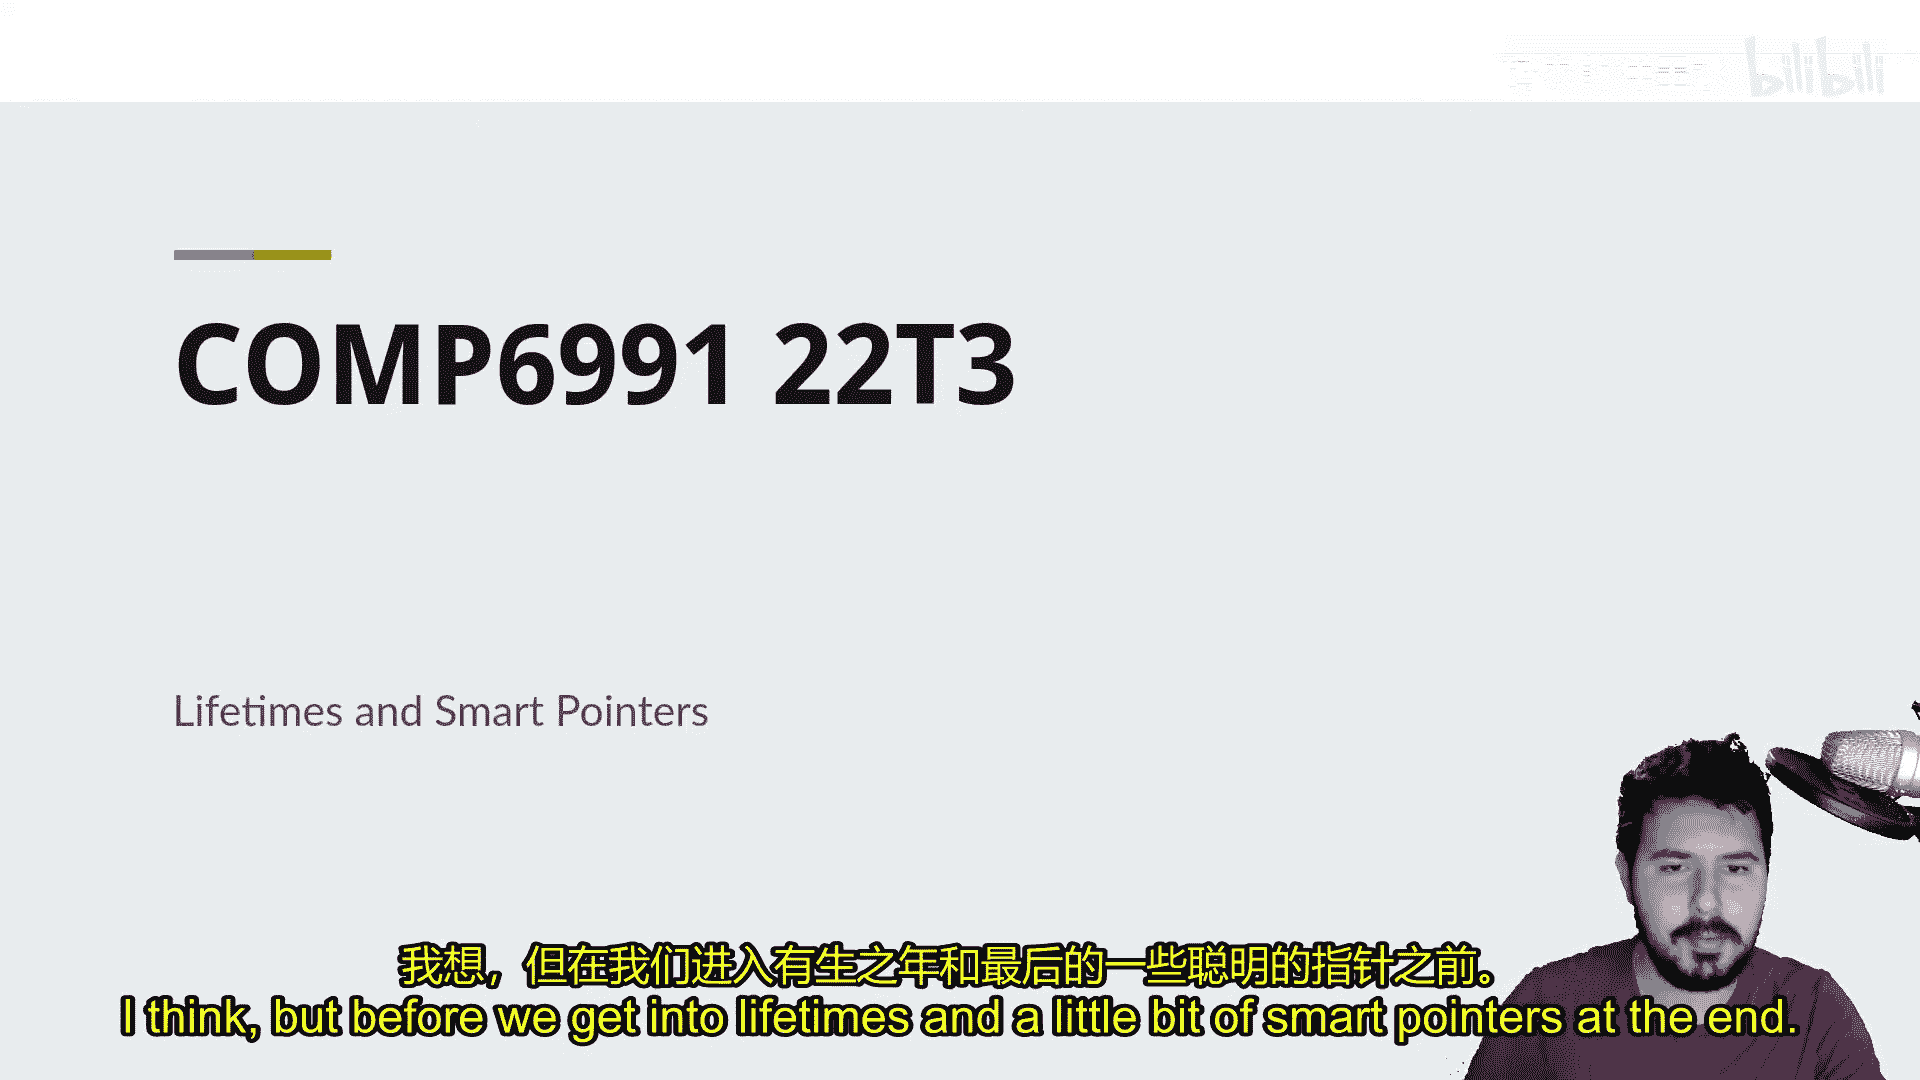 bilibili
COMP6991 22T3
Lifetimes and Smart Pointers
我想，但在我们进入有生之年和最后的一些聪明的指针之前。
I think, but before we get into lifetimes and a little bit of smart pointers at the end.